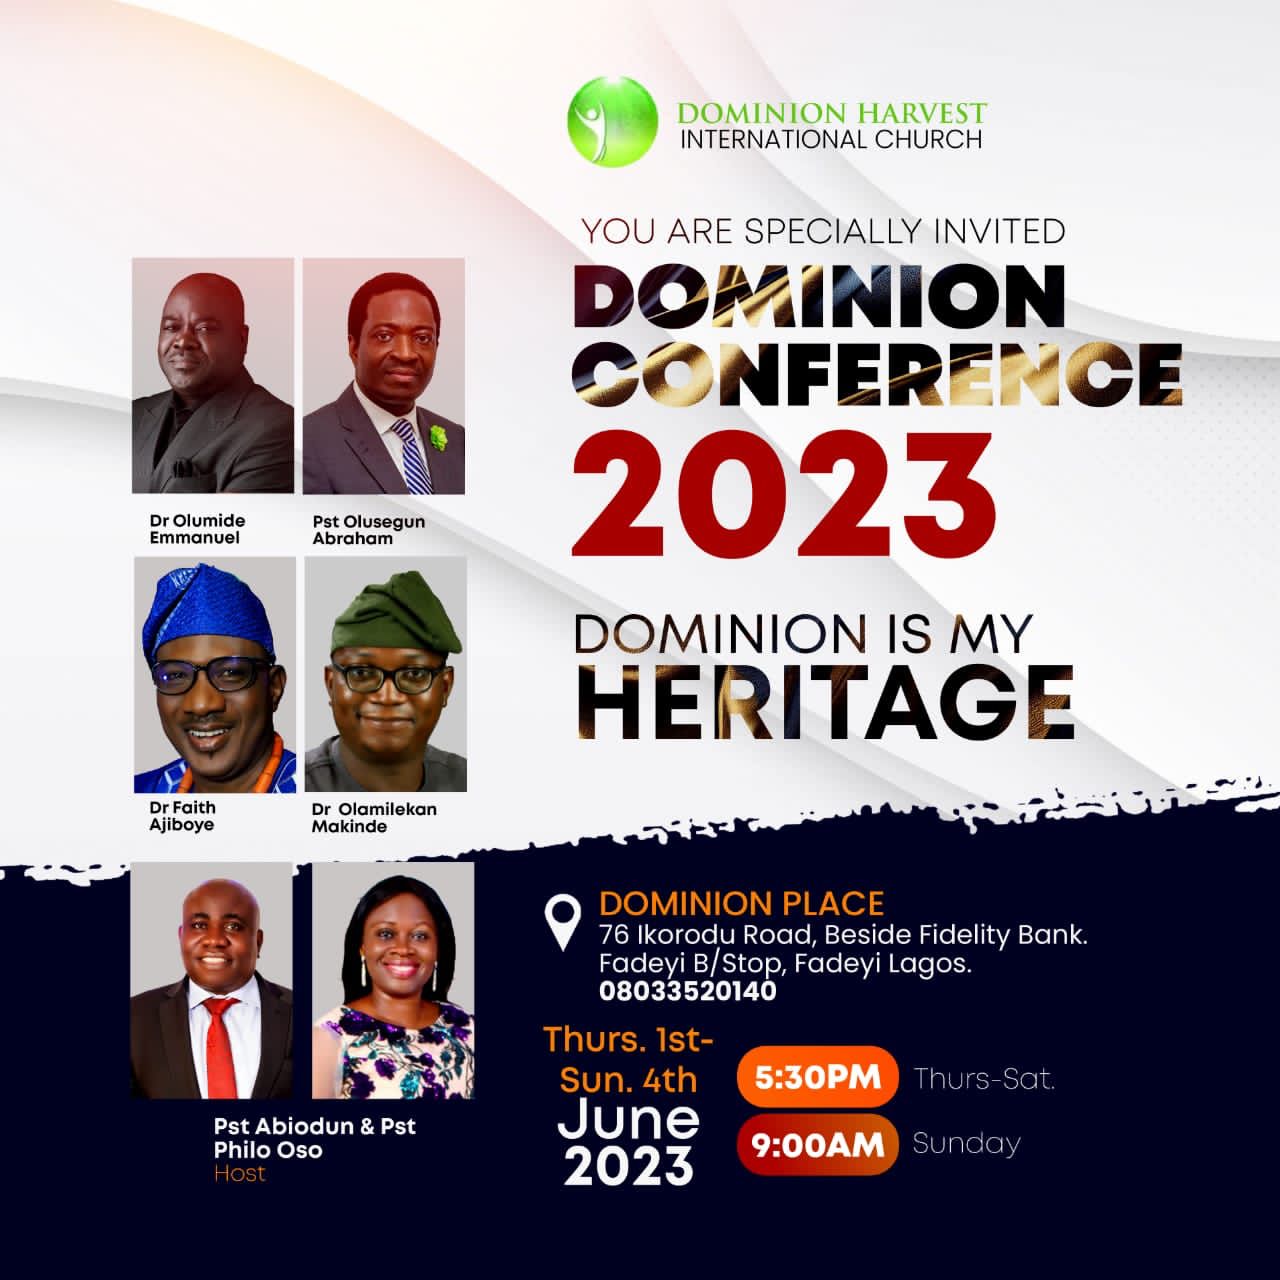 DOMINION HARVEST
INTERNATIONAL CHURCH
YOU ARE SPECIALLY INVITED
DOMINION
CONFERENCE
2023
DOMINION IS MY
HERITAGE
Dr Olumide
Emmanuel
Pst Olusegun
Abraham
Dr Faith
Ajiboye
Dr Olamilekan
Makinde
Pst Abiodun & Pst
Philo Oso
Host
DOMINION PLACE
76 Ikorodu Road, Beside Fidelity Bank.
Fadeyi B/Stop, Fadeyi Lagos.
08033520140
Thurs. 1st-
Sun. 4th
June
2023
5:30PM Thurs-Sat.
9:00AM Sunday